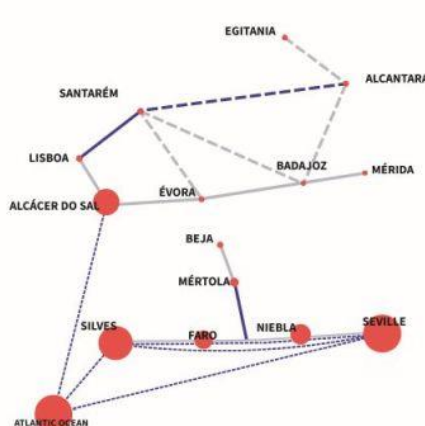 EGITANIA
ALCANTARA
SANTARÉM
LISBOA
BADAJOZ
MÉRIDA
ÉVORA
ALCÁCER DO SAL
BEJA
MÉRTOLA
SILVES
FARO
NIEBLA
SEVILLE
ATLANTIC OCEAN